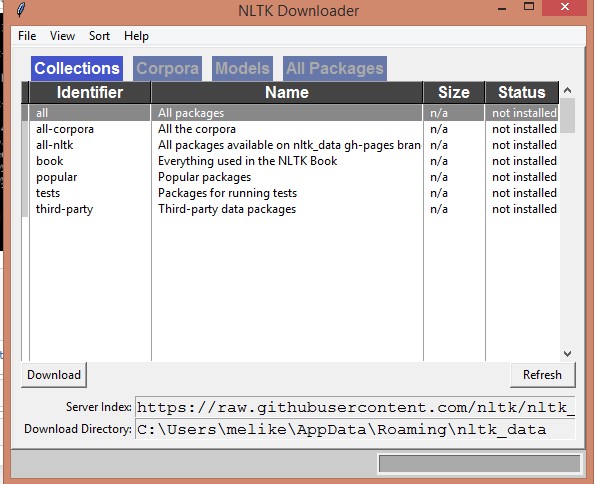 NLTK Downloader
File View Sort Help
Collections Corpora Models All Packages
Identifier Name Size Status
all All packages n/a not installed
all-corpora All the corpora n/a not installed
all-nltk All packages available on nltk_data gh-pages bran n/a not installed
book Everything used in the NLTK Book n/a not installed
popular Popular packages n/a not installed
tests Packages for running tests n/a not installed
third-party Third-party data packages n/a not installed
Download Refresh
Server Index: https://raw.githubusercontent.com/nltk/nltk_
Download Directory: C:\Users\melike\AppData\Roaming\nltk_data